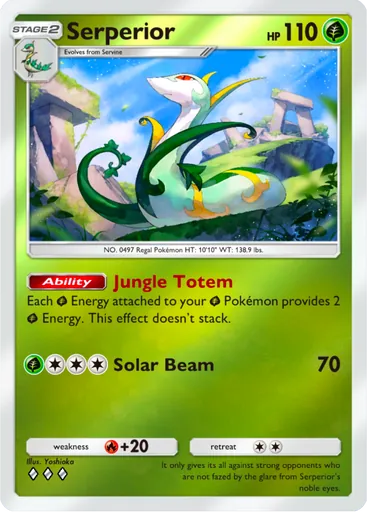 STAGE 2 Serperior HP 110
Evolves from Servine
NO. 0497 Regal Pokémon HT: 10'10" WT: 138.9 lbs.
Ability Jungle Totem
Each Energy attached to your Pokémon provides 2
Energy. This effect doesn't stack.
Solar Beam 70
weakness +20 retreat
Illus. Yoshioka
It only gives its all against strong opponents who
are not fazed by the glare from Serperior's
noble eyes.